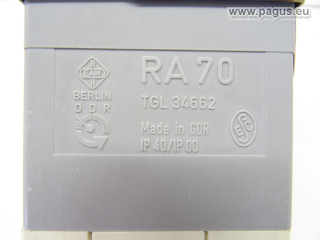 www.pagus.eu
EAW
BERLIN
DDR
RA 70
TGL 34662
Made in GDR
IP 40/IP 00